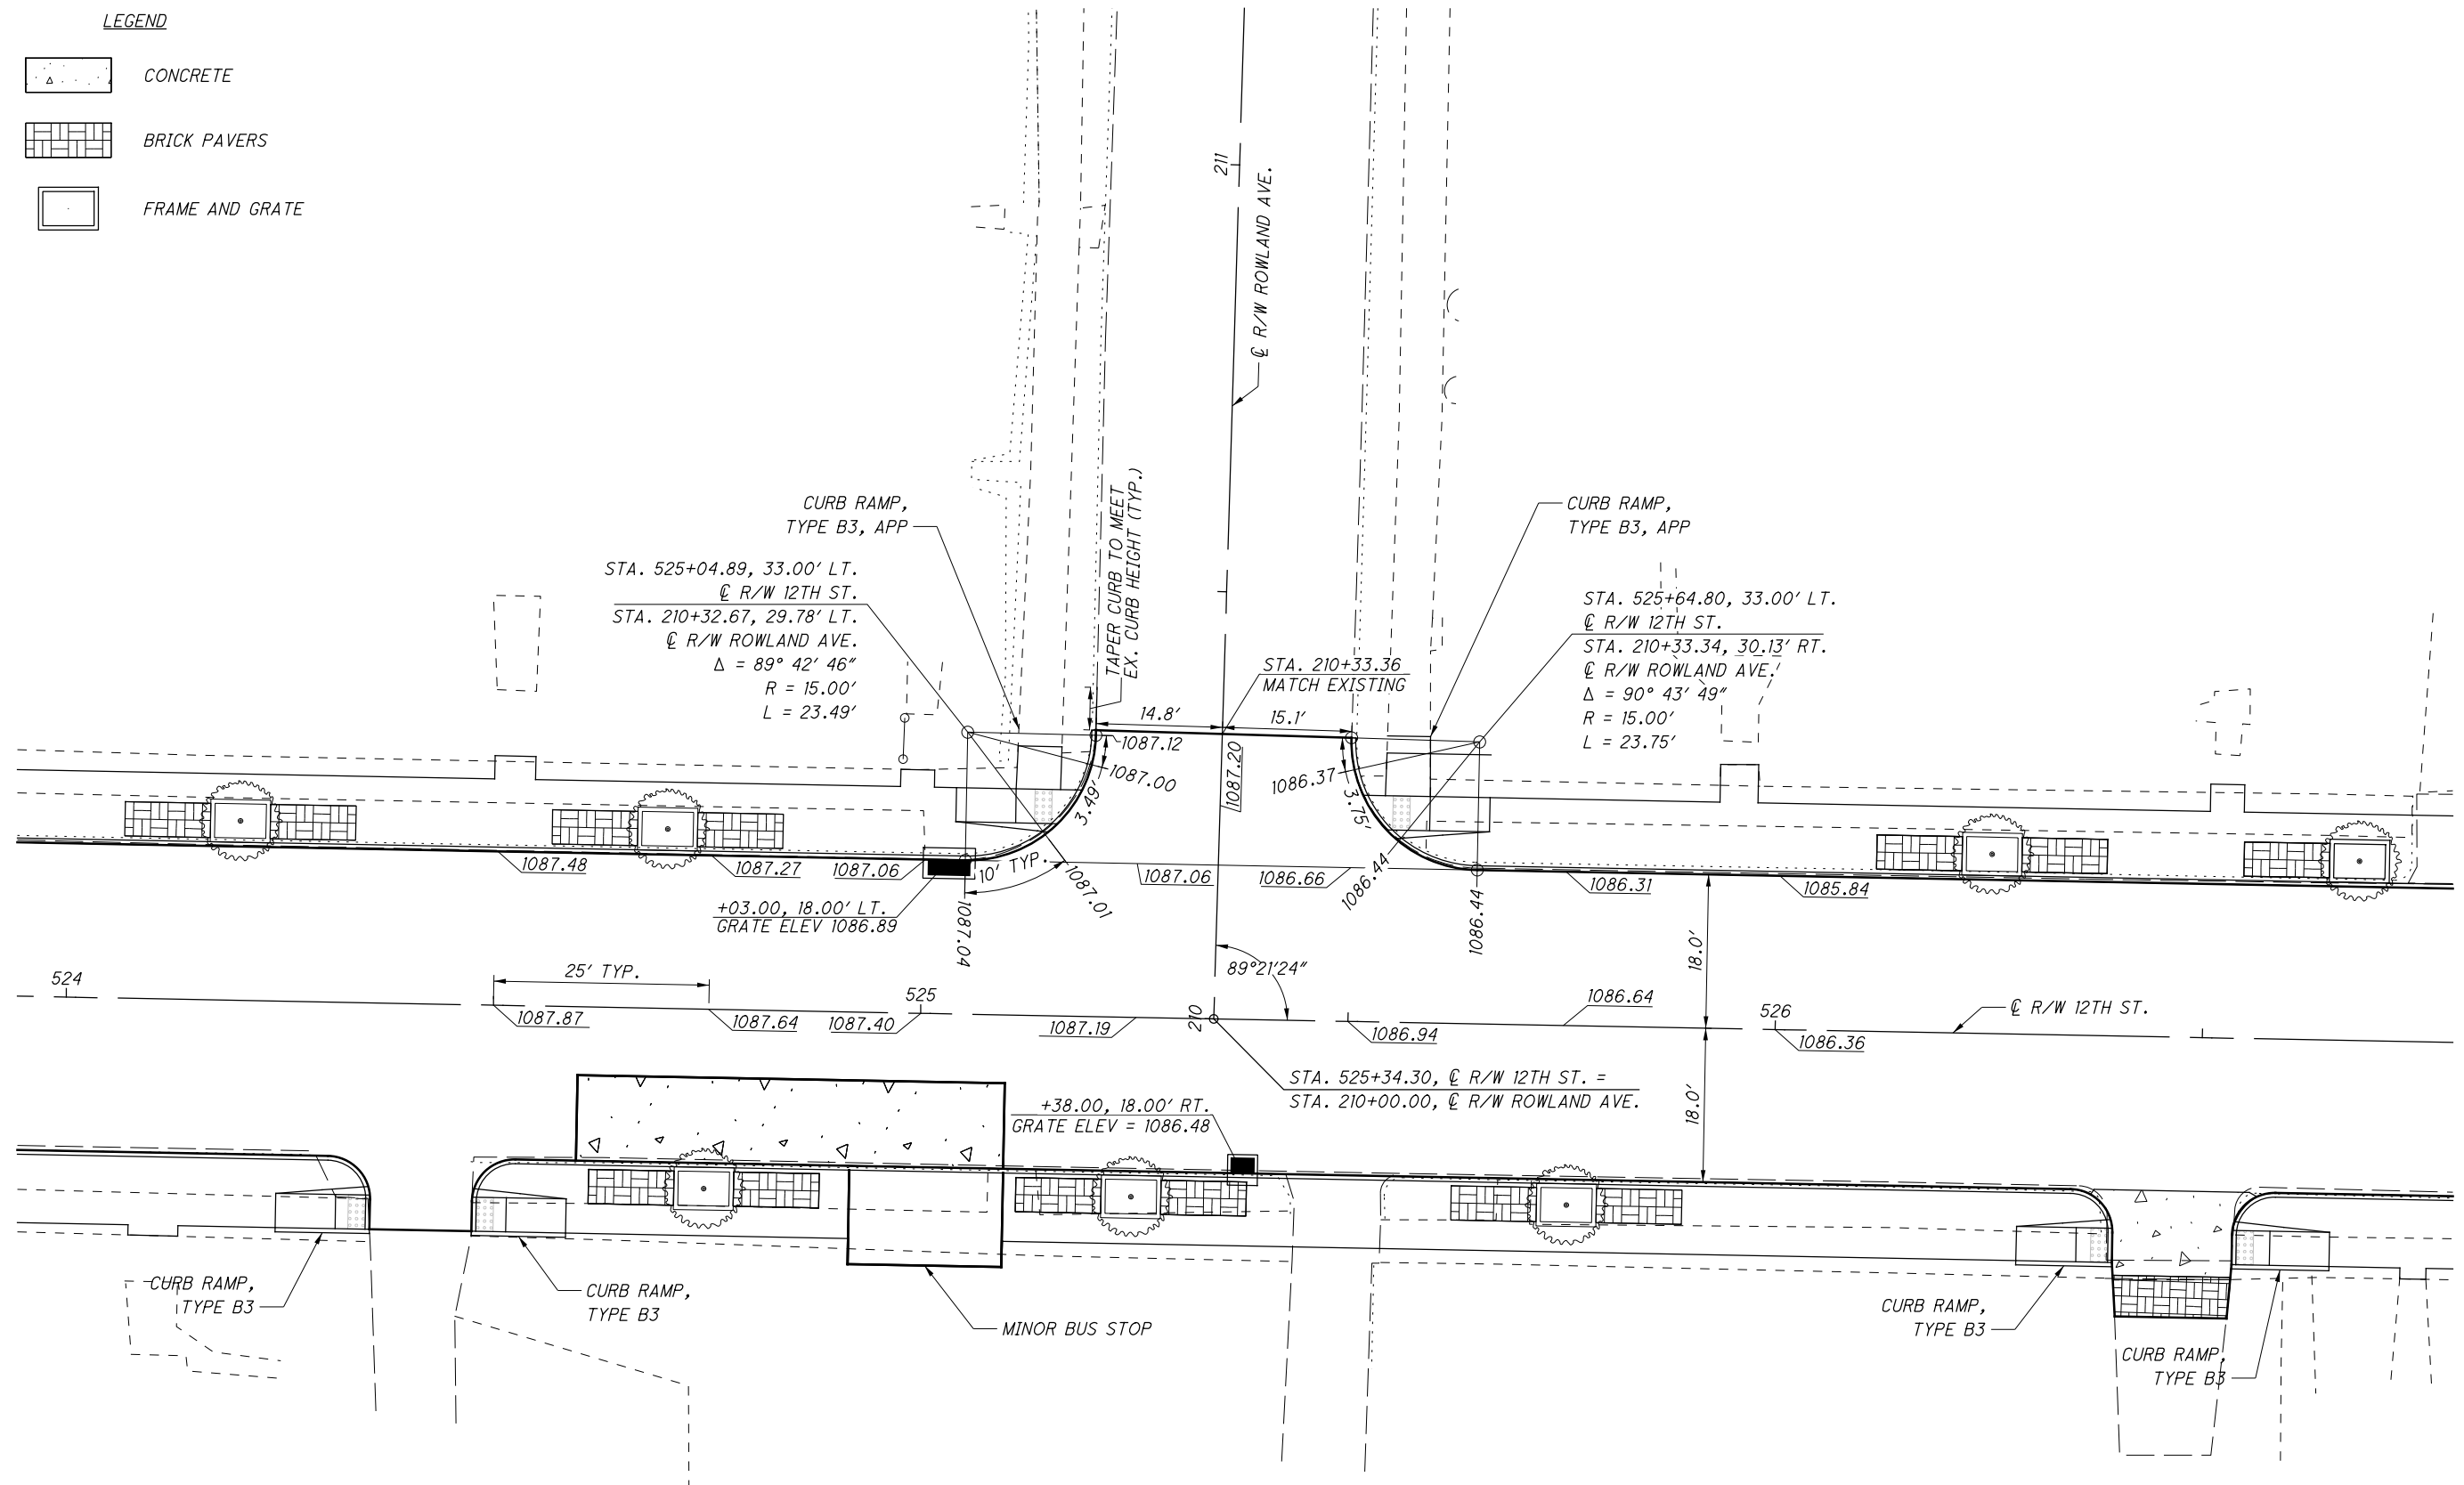 LEGEND
CONCRETE
BRICK PAVERS
FRAME AND GRATE
211
℄ R/W ROWLAND AVE.
TAPER CURB TO MEET
EX. CURB HEIGHT (TYP.)
CURB RAMP,
TYPE B3, APP
CURB RAMP,
TYPE B3, APP
STA. 525+04.89, 33.00' LT.
℄ R/W 12TH ST.
STA. 210+32.67, 29.78' LT.
℄ R/W ROWLAND AVE.
Δ = 89° 42' 46"
R = 15.00'
L = 23.49'
STA. 525+64.80, 33.00' LT.
℄ R/W 12TH ST.
STA. 210+33.34, 30.13' RT.
℄ R/W ROWLAND AVE.
Δ = 90° 43' 49"
R = 15.00'
L = 23.75'
STA. 210+33.36
MATCH EXISTING
14.8'
15.1'
1087.12
1087.00
1087.20
1086.37
3.49'
3.75'
1087.48
1087.27
1087.06
10' TYP.
1087.01
1087.06
1086.66
1086.44
1086.44
1086.31
1085.84
+03.00, 18.00' LT.
GRATE ELEV 1086.89
1087.04
89°21'24"
18.0'
524
25' TYP.
525
210
1086.64
526
℄ R/W 12TH ST.
1087.87
1087.64
1087.40
1087.19
1086.94
1086.36
STA. 525+34.30, ℄ R/W 12TH ST. =
STA. 210+00.00, ℄ R/W ROWLAND AVE.
+38.00, 18.00' RT.
GRATE ELEV = 1086.48
18.0'
CURB RAMP,
TYPE B3
CURB RAMP,
TYPE B3
MINOR BUS STOP
CURB RAMP,
TYPE B3
CURB RAMP,
TYPE B3